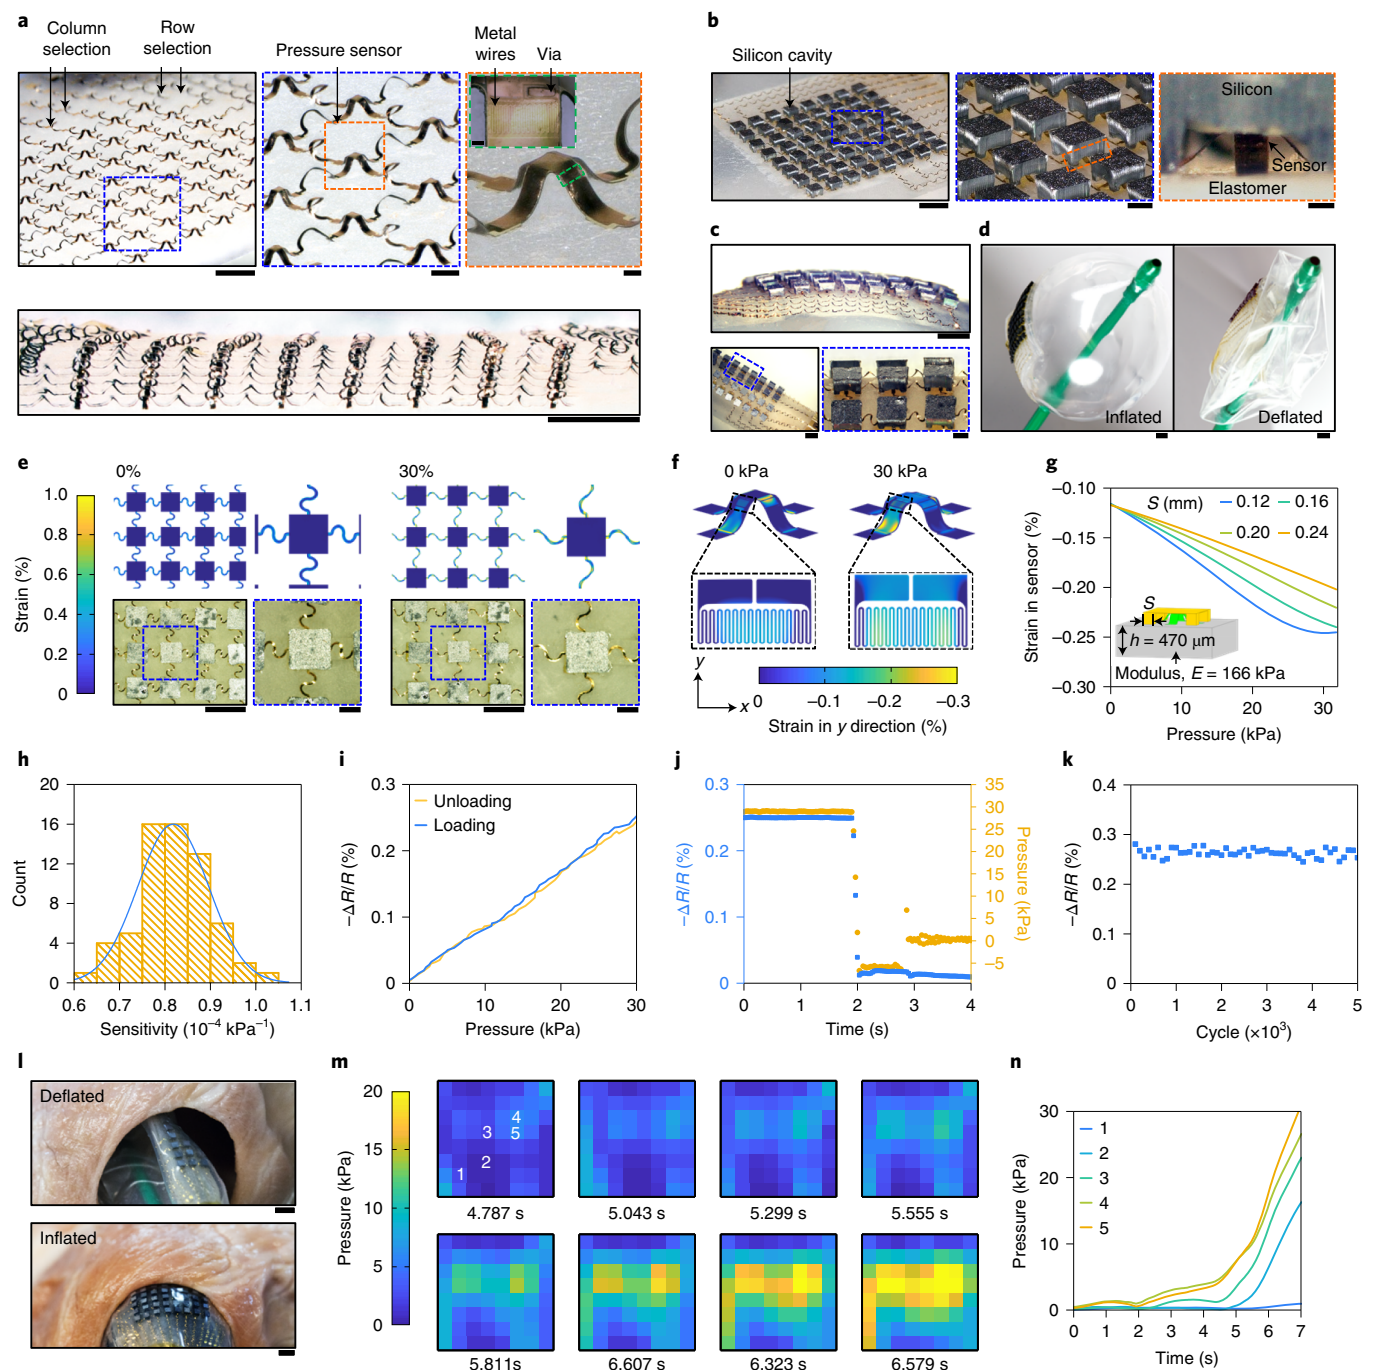 a
Column selection
Row selection
Pressure sensor
Metal wires
Via
b
Silicon cavity
Silicon
Sensor
Elastomer
c
d
Inflated
Deflated
e
0%
30%
Strain (%)
1.0
0.8
0.6
0.4
0.2
0
f
0 kPa
30 kPa
y
x
0
–0.1
–0.2
–0.3
Strain in y direction (%)
g
Strain in sensor (%)
–0.10
–0.15
–0.20
–0.25
–0.30
S (mm)
0.12
0.16
0.20
0.24
S
h = 470 μm
Modulus, E = 166 kPa
0
10
20
30
Pressure (kPa)
h
Count
20
16
12
8
4
0
0.6
0.7
0.8
0.9
1.0
1.1
Sensitivity (10⁻⁴ kPa⁻¹)
i
–ΔR/R (%)
0.3
0.2
0.1
0
Unloading
Loading
0
10
20
30
Pressure (kPa)
j
–ΔR/R (%)
0.3
0.2
0.1
0
35
30
25
20
15
10
5
0
–5
Pressure (kPa)
0
1
2
3
4
Time (s)
k
–ΔR/R (%)
0.4
0.3
0.2
0.1
0
0
1
2
3
4
5
Cycle (×10³)
l
Deflated
Inflated
m
Pressure (kPa)
20
15
10
5
0
4
3
5
2
1
4.787 s
5.043 s
5.299 s
5.555 s
5.811s
6.607 s
6.323 s
6.579 s
n
Pressure (kPa)
30
20
10
0
1
2
3
4
5
0
1
2
3
4
5
6
7
Time (s)